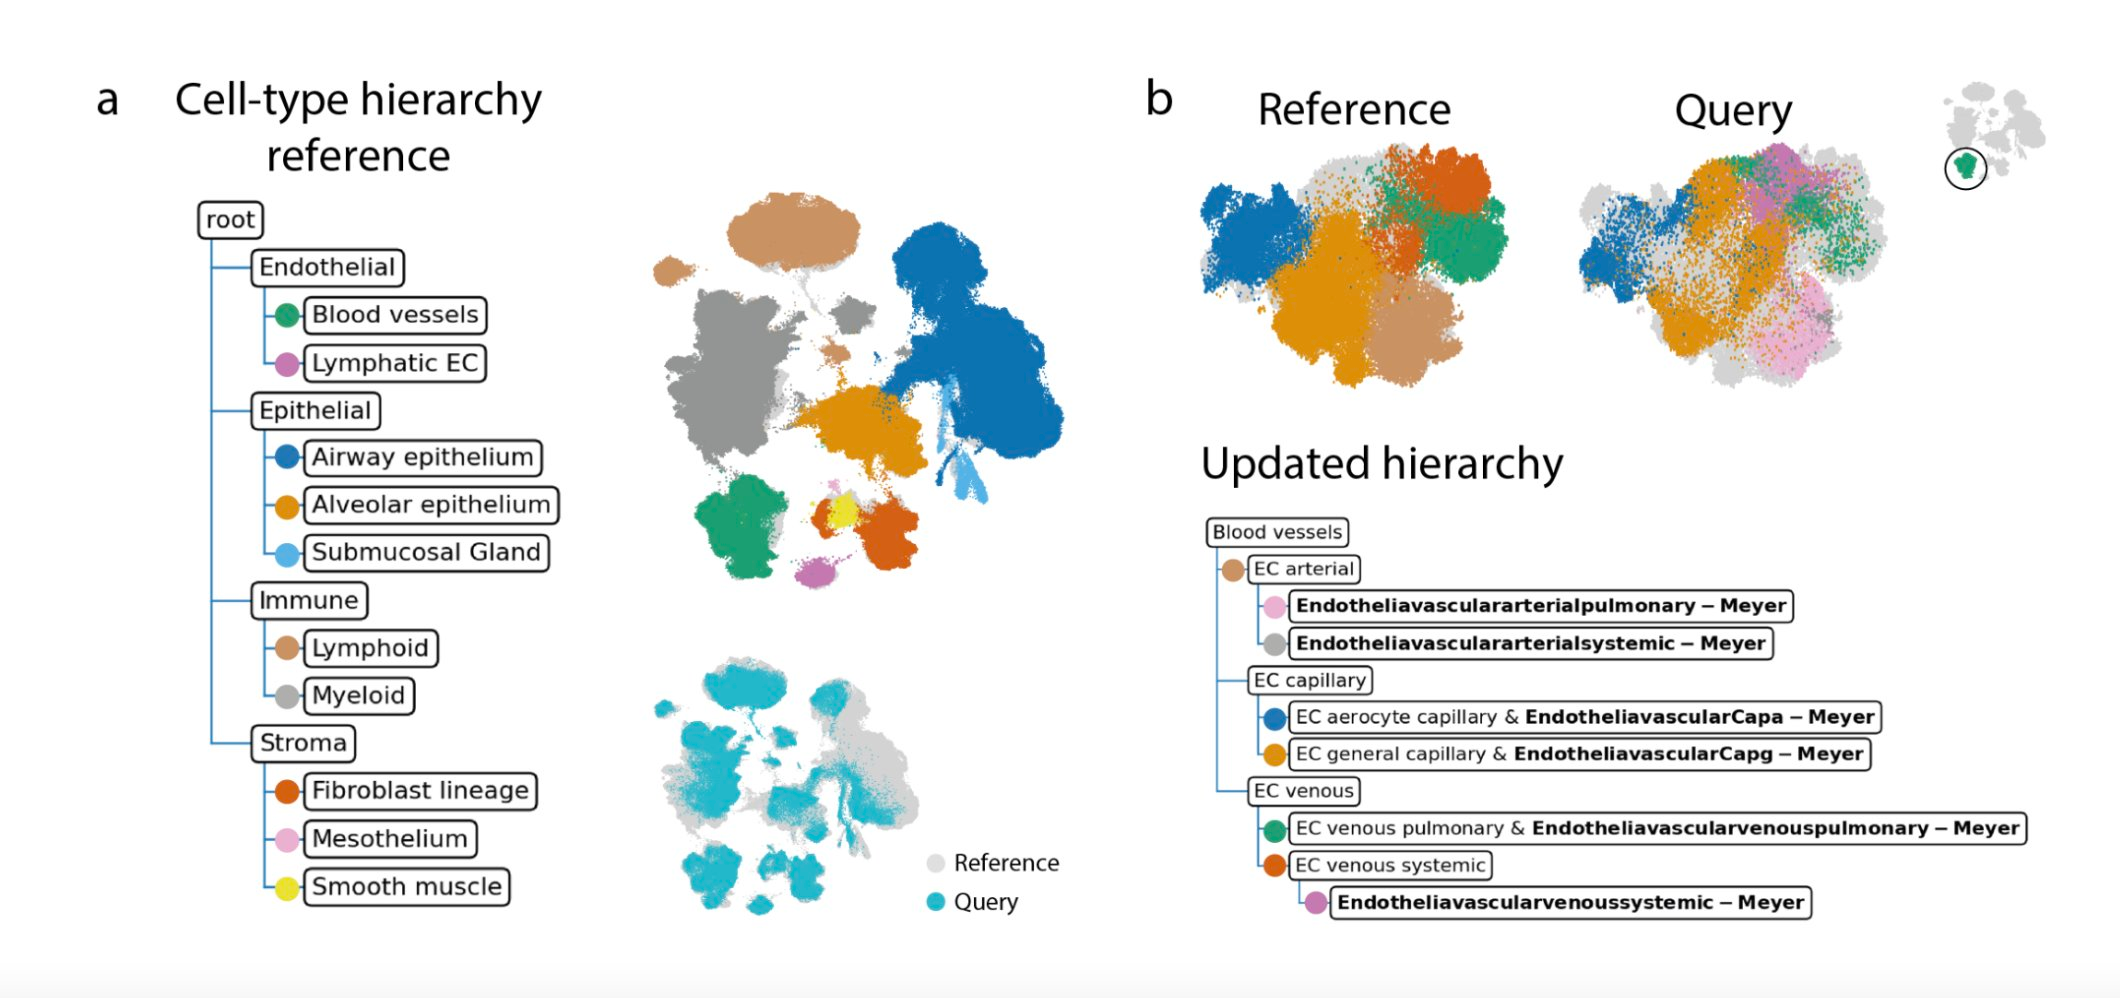 a
Cell-type hierarchy
reference
root
Endothelial
Blood vessels
Lymphatic EC
Epithelial
Airway epithelium
Alveolar epithelium
Submucosal Gland
Immune
Lymphoid
Myeloid
Stroma
Fibroblast lineage
Mesothelium
Smooth muscle
Reference
Query
b
Reference
Query
Updated hierarchy
Blood vessels
EC arterial
Endotheliavasculararterialpulmonary – Meyer
Endotheliavasculararterialsystemic – Meyer
EC capillary
EC aerocyte capillary & EndotheliavascularCapa – Meyer
EC general capillary & EndotheliavascularCapg – Meyer
EC venous
EC venous pulmonary & Endotheliavascularvenouspulmonary – Meyer
EC venous systemic
Endotheliavascularvenoussystemic – Meyer